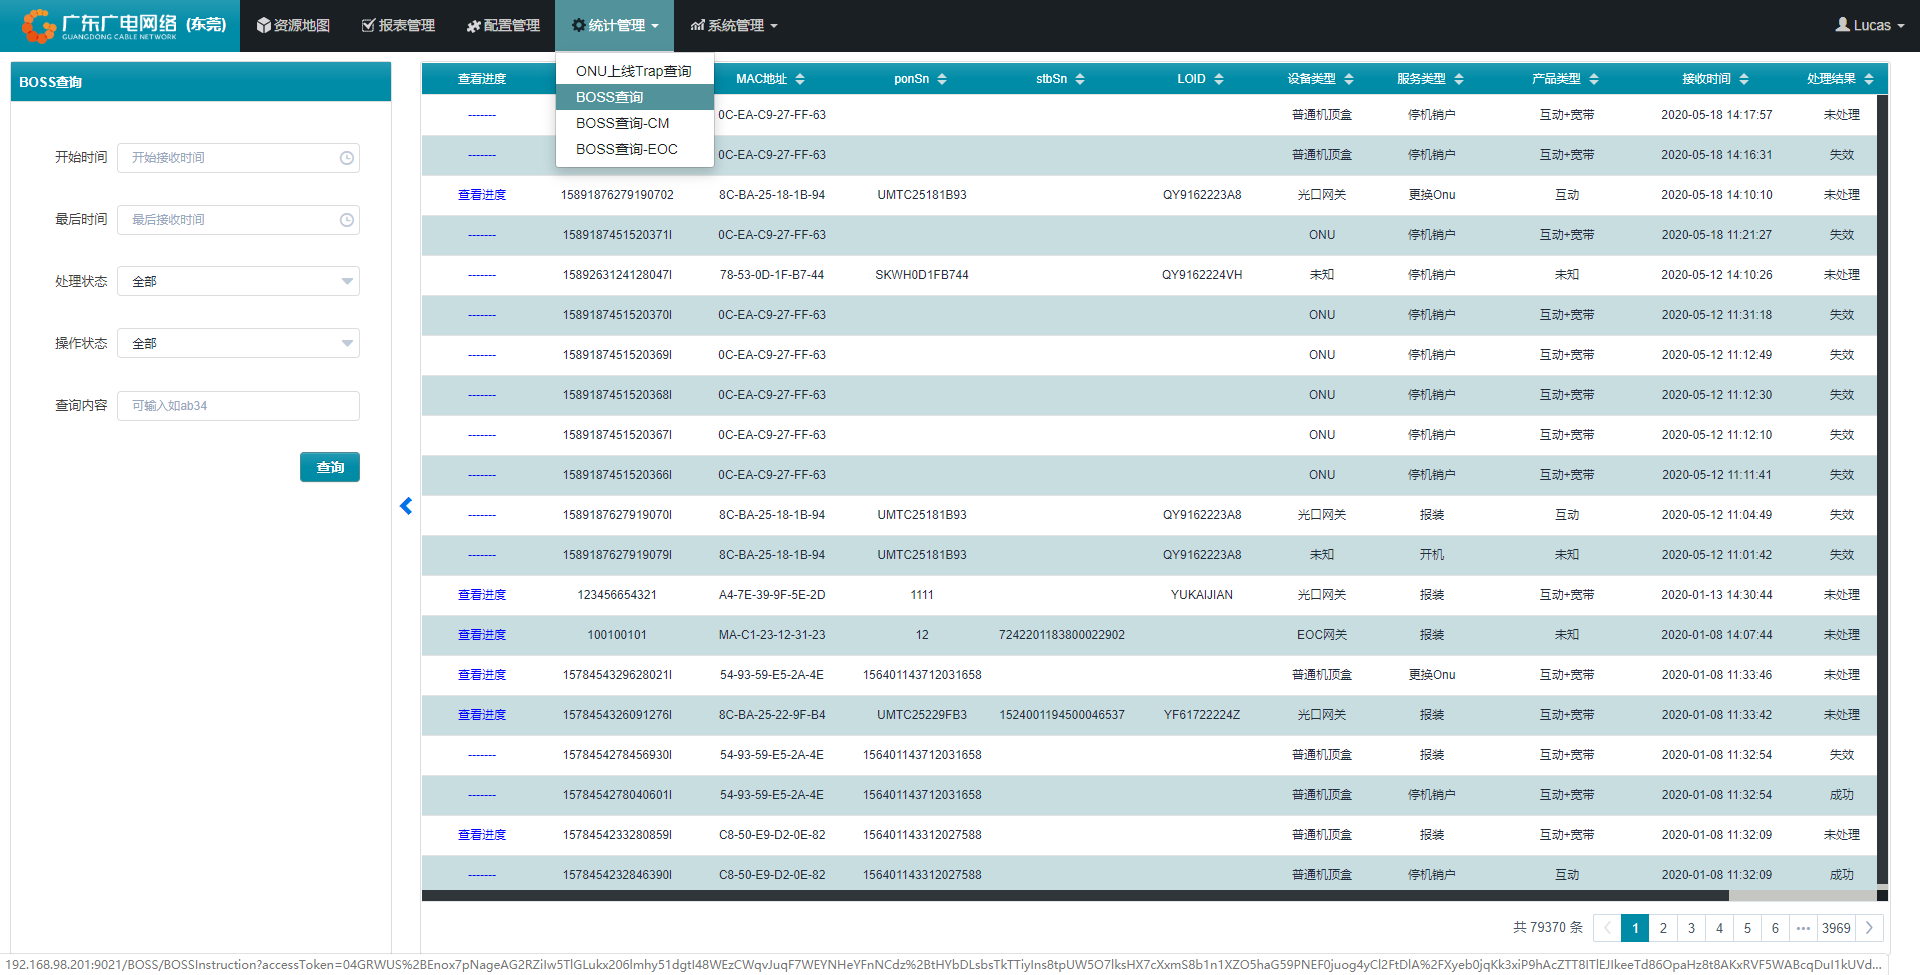 广东广电网络 (东莞)
GUANGDONG CABLE NETWORK
资源地图 报表管理 配置管理 统计管理 系统管理 Lucas
ONU上线Trap查询
BOSS查询
BOSS查询-CM
BOSS查询-EOC
BOSS查询
开始时间 开始接收时间
最后时间 最后接收时间
处理状态 全部
操作状态 全部
查询内容 可输入如ab34
查询
查看进度 MAC地址 ponSn stbSn LOID 设备类型 服务类型 产品类型 接收时间 处理结果
------- 0C-EA-C9-27-FF-63 普通机顶盒 停机销户 互动+宽带 2020-05-18 14:17:57 未处理
------- 0C-EA-C9-27-FF-63 普通机顶盒 停机销户 互动+宽带 2020-05-18 14:16:31 失效
查看进度 15891876279190702 8C-BA-25-18-1B-94 UMTC25181B93 QY9162223A8 光口网关 更换Onu 互动 2020-05-18 14:10:10 未处理
------- 1589187451520371l 0C-EA-C9-27-FF-63 ONU 停机销户 互动+宽带 2020-05-18 11:21:27 失效
------- 1589263124128047l 78-53-0D-1F-B7-44 SKWH0D1FB744 QY9162224VH 未知 停机销户 未知 2020-05-12 14:10:26 未处理
------- 1589187451520370l 0C-EA-C9-27-FF-63 ONU 停机销户 互动+宽带 2020-05-12 11:31:18 失效
------- 1589187451520369l 0C-EA-C9-27-FF-63 ONU 停机销户 互动+宽带 2020-05-12 11:12:49 失效
------- 1589187451520368l 0C-EA-C9-27-FF-63 ONU 停机销户 互动+宽带 2020-05-12 11:12:30 失效
------- 1589187451520367l 0C-EA-C9-27-FF-63 ONU 停机销户 互动+宽带 2020-05-12 11:12:10 失效
------- 1589187451520366l 0C-EA-C9-27-FF-63 ONU 停机销户 互动+宽带 2020-05-12 11:11:41 失效
------- 1589187627919070l 8C-BA-25-18-1B-94 UMTC25181B93 QY9162223A8 光口网关 报装 互动 2020-05-12 11:04:49 失效
------- 1589187627919079l 8C-BA-25-18-1B-94 UMTC25181B93 QY9162223A8 未知 开机 未知 2020-05-12 11:01:42 失效
查看进度 123456654321 A4-7E-39-9F-5E-2D 1111 YUKAIJIAN 光口网关 报装 互动+宽带 2020-01-13 14:30:44 未处理
查看进度 100100101 MA-C1-23-12-31-23 12 7242201183800022902 EOC网关 报装 未知 2020-01-08 14:07:44 未处理
查看进度 1578454329628021l 54-93-59-E5-2A-4E 156401143712031658 普通机顶盒 更换Onu 互动+宽带 2020-01-08 11:33:46 未处理
查看进度 1578454326091276l 8C-BA-25-22-9F-B4 UMTC25229FB3 1524001194500046537 YF61722224Z 光口网关 报装 互动+宽带 2020-01-08 11:33:42 未处理
------- 1578454278456930l 54-93-59-E5-2A-4E 156401143712031658 普通机顶盒 报装 互动+宽带 2020-01-08 11:32:54 失效
------- 1578454278040601l 54-93-59-E5-2A-4E 156401143712031658 普通机顶盒 停机销户 互动+宽带 2020-01-08 11:32:54 成功
查看进度 1578454233280859l C8-50-E9-D2-0E-82 156401143312027588 普通机顶盒 报装 互动+宽带 2020-01-08 11:32:09 未处理
------- 1578454232846390l C8-50-E9-D2-0E-82 156401143312027588 普通机顶盒 停机销户 互动 2020-01-08 11:32:09 成功
共 79370 条 1 2 3 4 5 6 ••• 3969